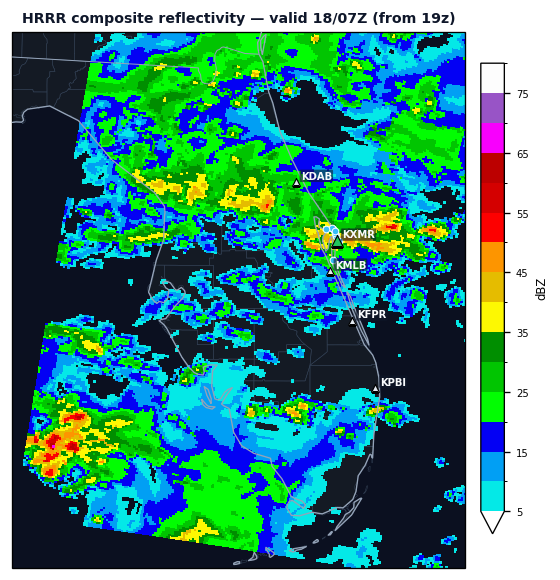 HRRR composite reflectivity — valid 18/07Z (from 19z)
KDAB
KXMR
KMLB
KFPR
KPBI
75
65
55
45
35
25
15
5
dBZ